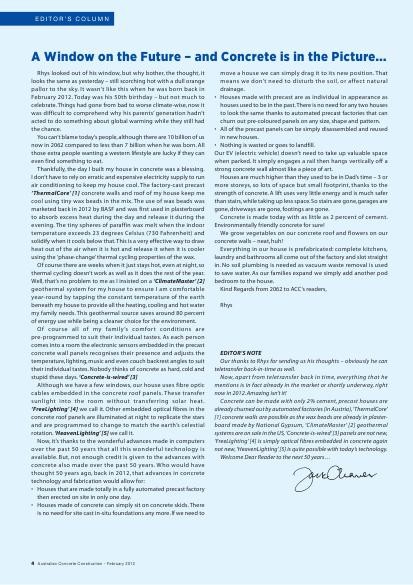 EDITOR'S COLUMN
A Window on the Future – and Concrete is in the Picture...
Rhys looked out of his window, but why bother, the thought, it
looks the same as yesterday – still scorching hot with a dull orange
pallor to the sky. It wasn't like this when he was born back in
February 2012. Today was his 50th birthday – but not much to
celebrate. Things had gone from bad to worse climate-wise, now it
was difficult to comprehend why his parents' generation hadn't
acted to do something about global warming while they still had
the chance.
You can't blame today's people, although there are 10 billion of us
now in 2062 compared to less than 7 billion when he was born. All
those extra people wanting a western lifestyle are lucky if they can
even find something to eat.
Thankfully, the day I built my house in concrete was a blessing.
I don't have to rely on erratic and expensive electricity supply to run
air conditioning to keep my house cool. The factory-cast precast
'ThermalCore' [1] concrete walls and roof of my house keep me
cool using tiny wax beads in the mix. The use of wax beads was
marketed back in 2012 by BASF and was first used in plasterboard
to absorb excess heat during the day and release it during the
evening. The tiny spheres of paraffin wax melt when the indoor
temperature exceeds 23 degrees Celsius (730 Fahrenheit) and
solidify when it cools below that. This is a very effective way to draw
heat out of the air when it is hot and release it when it is cooler
using the 'phase-change' thermal cycling properties of the wax.
Of course there are weeks when it just stays hot, even at night, so
thermal cycling doesn't work as well as it does the rest of the year.
Well, that's no problem to me as I insisted on a 'ClimateMaster' [2]
geothermal system for my house to ensure I am comfortable
year-round by tapping the constant temperature of the earth
beneath my house to provide all the heating, cooling and hot water
my family needs. This geothermal source saves around 80 percent
of energy use while being a cleaner choice for the environment.
Of course all of my family's comfort conditions are
pre-programmed to suit their individual tastes. As each person
comes into a room the electronic sensors embedded in the precast
concrete wall panels recognises their presence and adjusts the
temperature, lighting, music and even couch backrest angles to suit
their individual tastes. Nobody thinks of concrete as hard, cold and
stupid these days. 'Concrete-is-wired'[3]
Although we have a few windows, our house uses fibre optic
cables embedded in the concrete roof panels. These transfer
sunlight into the room without transferring solar heat.
'FreeLighting' [4] we call it. Other embedded optical fibres in the
concrete roof panels are illuminated at night to replicate the stars
and are programmed to change to match the earth's celestial
rotation. 'HeavenLighting' [5] we call it.
Now, it's thanks to the wonderful advances made in computers
over the past 50 years that all this wonderful technology is
available. But, not enough credit is given to the advances with
concrete also made over the past 50 years. Who would have
thought 50 years ago, back in 2012, that advances in concrete
technology and fabrication would allow for:
• Houses that are made totally in a fully automated precast factory
then erected on site in only one day.
• Houses made of concrete can simply sit on concrete skids. There
is no need for site cast-in-situ foundations any more. If we need to
move a house we can simply drag it to its new position. That
means we don't need to disturb the soil, or affect natural
drainage.
• Houses made with precast are as individual in appearance as
houses used to be in the past. There is no need for any two houses
to look the same thanks to automated precast factories that can
churn out pre-coloured panels in any size, shape and pattern.
• All of the precast panels can be simply disassembled and reused
in new houses.
• Nothing is wasted or goes to landfill.
Our EV (electric vehicle) doesn't need to take up valuable space
when parked. It simply engages a rail then hangs vertically off a
concrete screen wall almost like a piece of art.
Houses are much higher than they used to be in Dad's time – 3 or
more storeys, so lots of space but small footprint, thanks to the
strength of concrete. A lift uses very little energy and is much safer
than stairs, while taking up less space. So stairs are gone, garages are
gone, driveways are gone, footings are gone.
Concrete is made today with as little as 2 percent of cement.
Environmentally friendly concrete for sure!
We grow vegetables on our concrete roof and flowers on our
concrete walls – neat, huh!
Everything in our house is prefabricated: complete kitchens,
laundry and bathrooms all come out of the factory and slot straight
in. No soil plumbing is needed as vacuum waste removal is used
to save water. As our families expand we simply add another pod
bedroom to the house.
Kind Regards from 2062 to ACC's readers,
Rhys
EDITOR'S NOTE
Our thanks to Rhys for sending us his thoughts – obviously he can
teletransfer back-in-time as well.
Now, apart from teletransfer back in time, everything that he
mentions is in fact already in the market or shortly underway, right
now in 2012. Amazing isn't it!
Concrete can be made with only 2% cement, precast houses are
already churned out by automated factories (in Austria), 'ThermalCore'
[1] concrete walls are possible as the wax beads are already in plaster-
board made by National Gypsum, 'ClimateMaster' [2] geothermal
systems are on sale in the US, 'Concrete-is-wired' [3] panels are not new,
'FreeLighting' [4] is simply optical fibres embedded in concrete again
not new, 'HeavenLighting' [5] is quite possible with today's technology.
Welcome Dear Reader to the next 50 years...
4 Australian Concrete Construction – February 2012